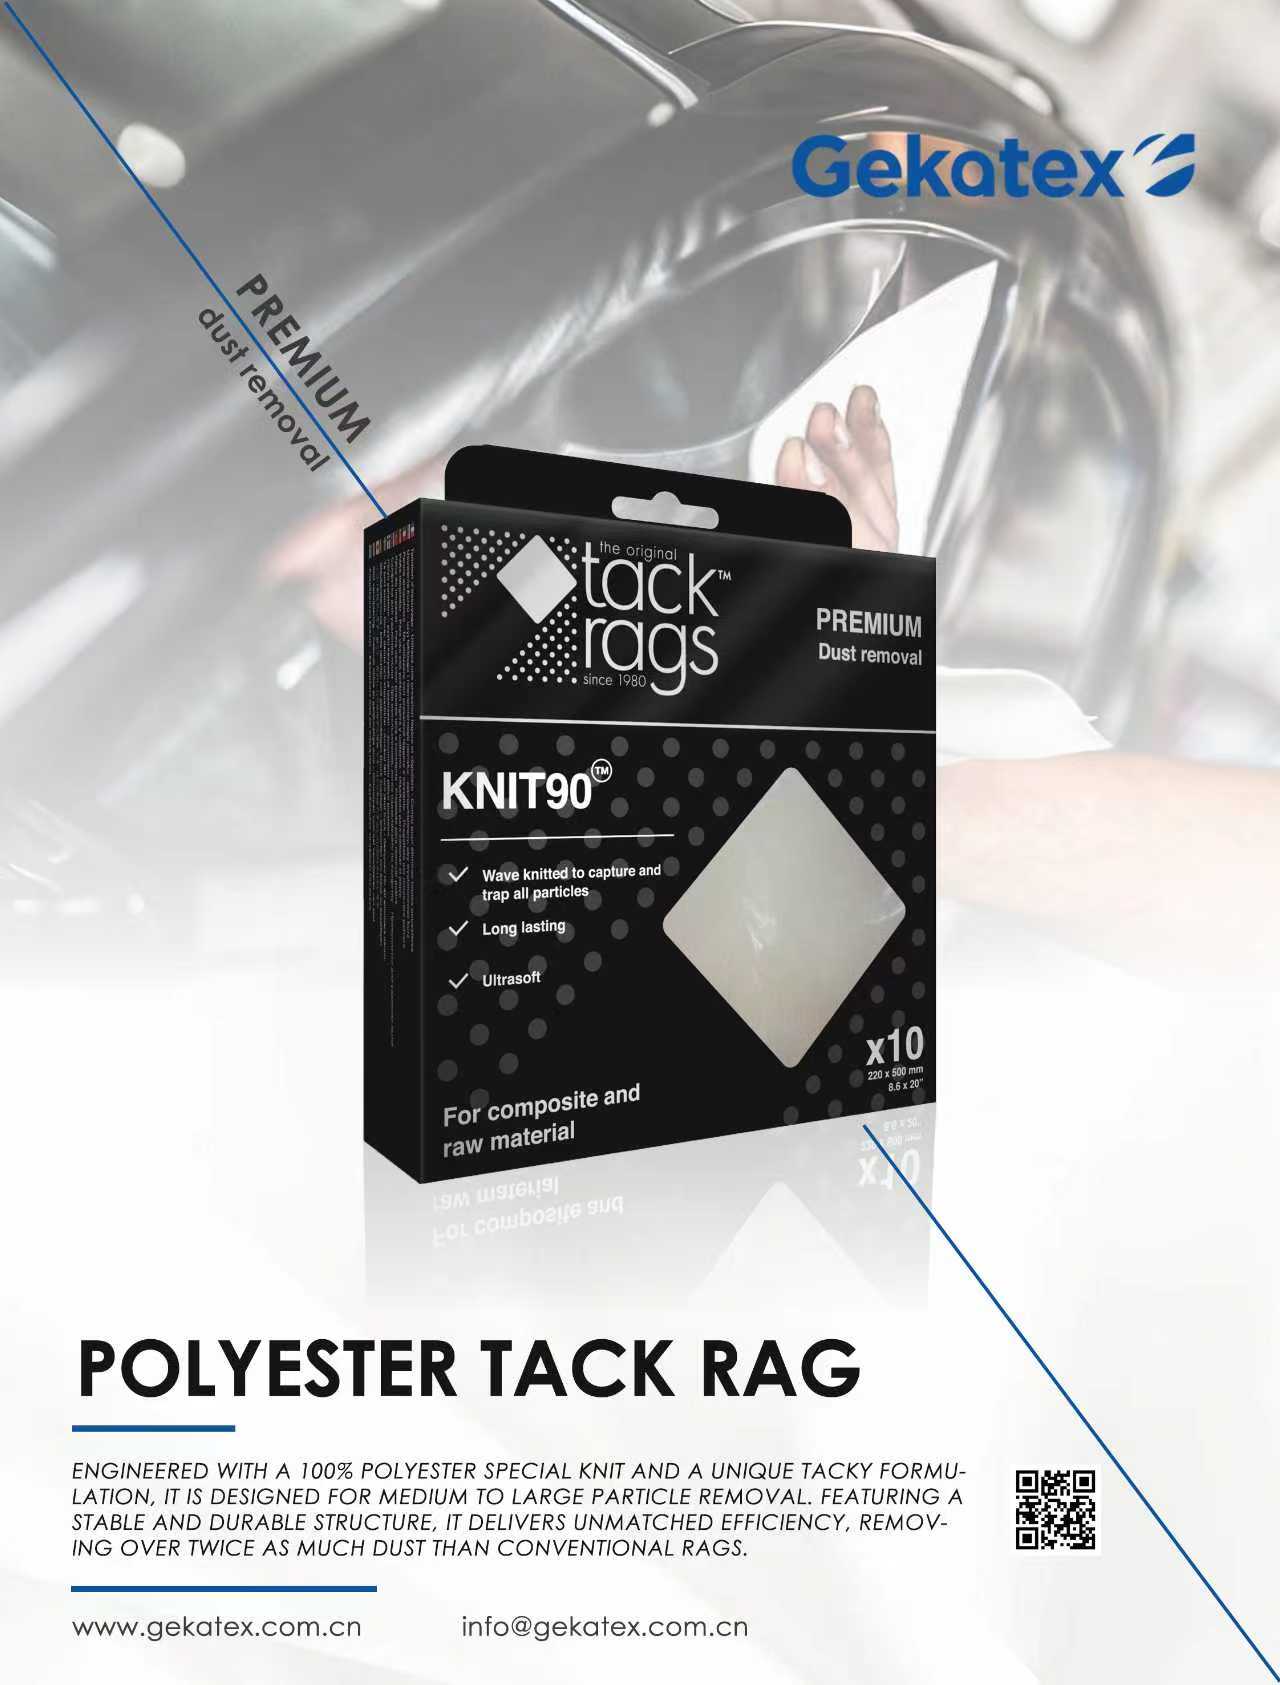 Gekatex
PREMIUM
dust removal
the original
tack™
rags
since 1980
PREMIUM
Dust removal
KNIT90™
Wave knitted to capture and
trap all particles
Long lasting
Ultrasoft
x10
220 x 500 mm
8.6 x 20"
For composite and
raw material
POLYESTER TACK RAG
ENGINEERED WITH A 100% POLYESTER SPECIAL KNIT AND A UNIQUE TACKY FORMU-
LATION, IT IS DESIGNED FOR MEDIUM TO LARGE PARTICLE REMOVAL. FEATURING A
STABLE AND DURABLE STRUCTURE, IT DELIVERS UNMATCHED EFFICIENCY, REMOV-
ING OVER TWICE AS MUCH DUST THAN CONVENTIONAL RAGS.
www.gekatex.com.cn
info@gekatex.com.cn